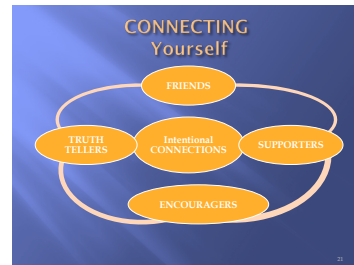 CONNECTING
Yourself
FRIENDS
TRUTH
TELLERS
Intentional
CONNECTIONS
SUPPORTERS
ENCOURAGERS
21